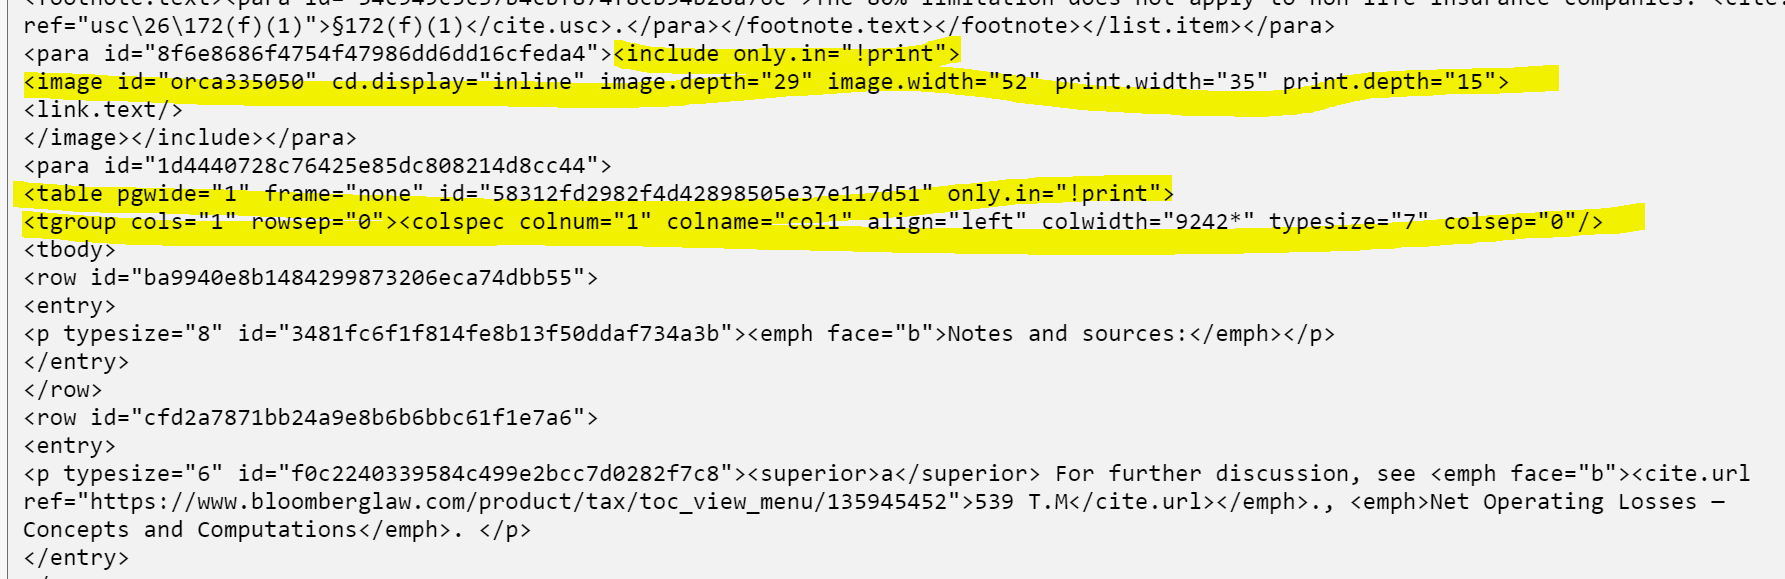 ref="usc\26\172(f)(1)">§172(f)(1)</cite.usc>.</para></footnote.text></footnote></list.item></para>
<para id="8f6e8686f4754f47986dd6dd16cfeda4"><include only.in="!print">
<image id="orca335050" cd.display="inline" image.depth="29" image.width="52" print.width="35" print.depth="15">
<link.text/>
</image></include></para>
<para id="1d4440728c76425e85dc808214d8cc44">
<table pgwide="1" frame="none" id="58312fd2982f4d42898505e37e117d51" only.in="!print">
<tgroup cols="1" rowsep="0"><colspec colnum="1" colname="col1" align="left" colwidth="9242*" typesize="7" colsep="0"/>
<tbody>
<row id="ba9940e8b1484299873206eca74dbb55">
<entry>
<p typesize="8" id="3481fc6f1f814fe8b13f50ddaf734a3b"><emph face="b">Notes and sources:</emph></p>
</entry>
</row>
<row id="cfd2a7871bb24a9e8b6b6bbc61f1e7a6">
<entry>
<p typesize="6" id="f0c2240339584c499e2bcc7d0282f7c8"><superior>a</superior> For further discussion, see <emph face="b"><cite.url
ref="https://www.bloomberglaw.com/product/tax/toc_view_menu/135945452">539 T.M</cite.url></emph>., <emph>Net Operating Losses —
Concepts and Computations</emph>. </p>
</entry>